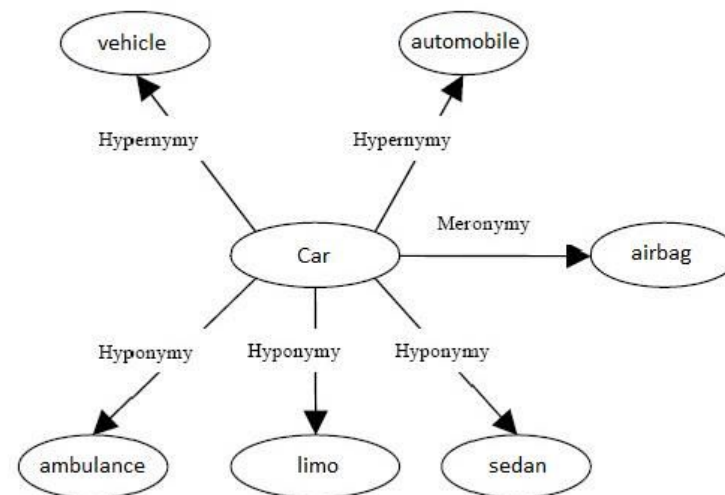 vehicle
automobile
Hypernymy
Hypernymy
Meronymy
Car
airbag
Hyponymy
Hyponymy
Hyponymy
ambulance
limo
sedan